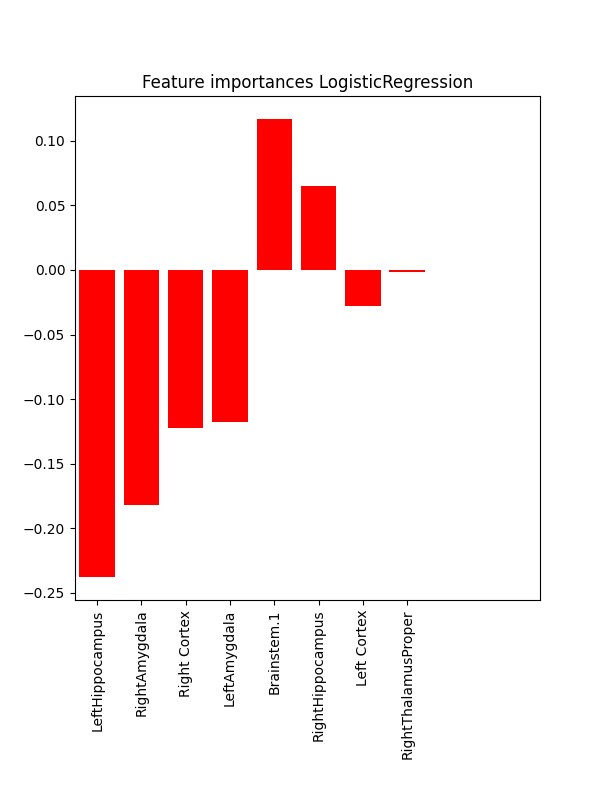 Feature importances LogisticRegression
0.10
0.05
0.00
−0.05
−0.10
−0.15
−0.20
−0.25
LeftHippocampus
RightAmygdala
Right Cortex
LeftAmygdala
Brainstem.1
RightHippocampus
Left Cortex
RightThalamusProper